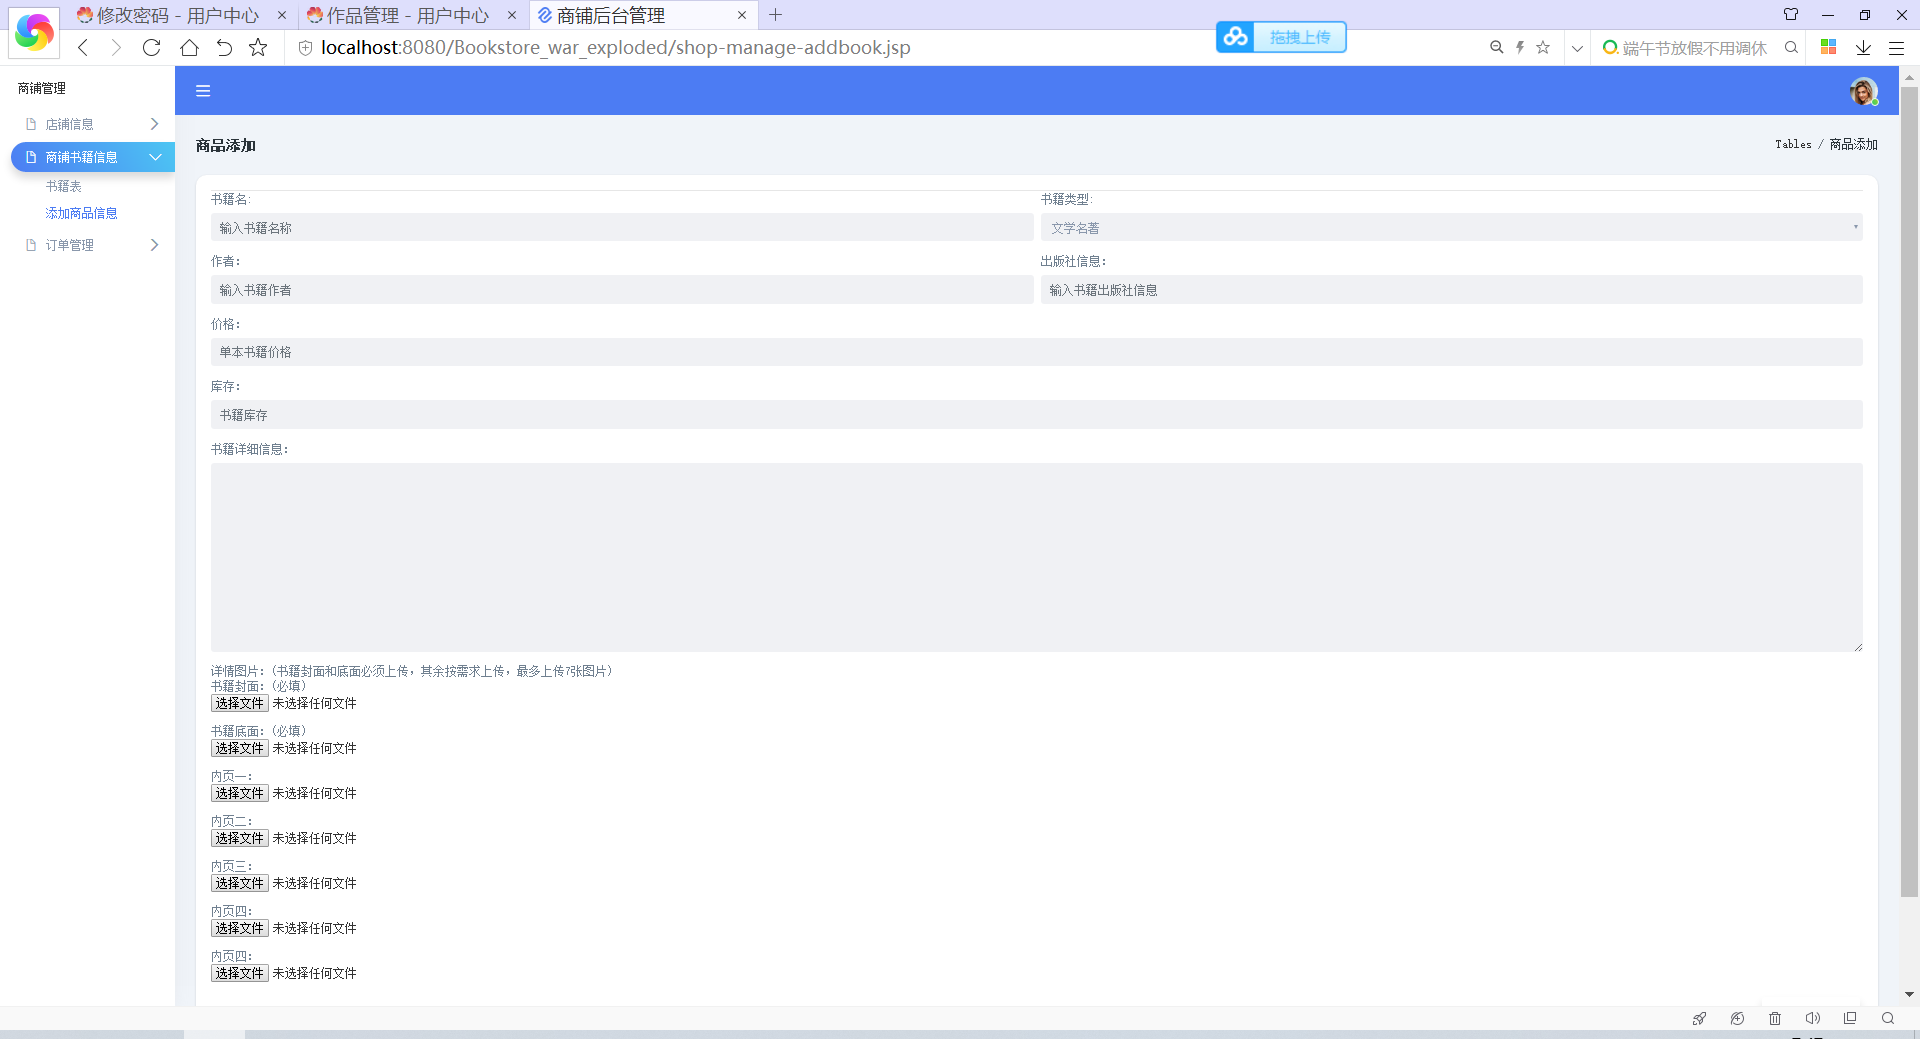 修改密码 - 用户中心
作品管理 - 用户中心
商铺后台管理
localhost:8080/Bookstore_war_exploded/shop-manage-addbook.jsp
拖拽上传
端午节放假不用调休
商铺管理
店铺信息
商铺书籍信息
书籍表
添加商品信息
订单管理
商品添加
Tables / 商品添加
书籍名:
书籍类型:
输入书籍名称
文学名著
作者:
出版社信息:
输入书籍作者
输入书籍出版社信息
价格:
单本书籍价格
库存:
书籍库存
书籍详细信息:
详情图片:（书籍封面和底面必须上传，其余按需求上传，最多上传7张图片）
书籍封面:（必填）
选择文件 未选择任何文件
书籍底面:（必填）
选择文件 未选择任何文件
内页一:
选择文件 未选择任何文件
内页二:
选择文件 未选择任何文件
内页三:
选择文件 未选择任何文件
内页四:
选择文件 未选择任何文件
内页四:
选择文件 未选择任何文件